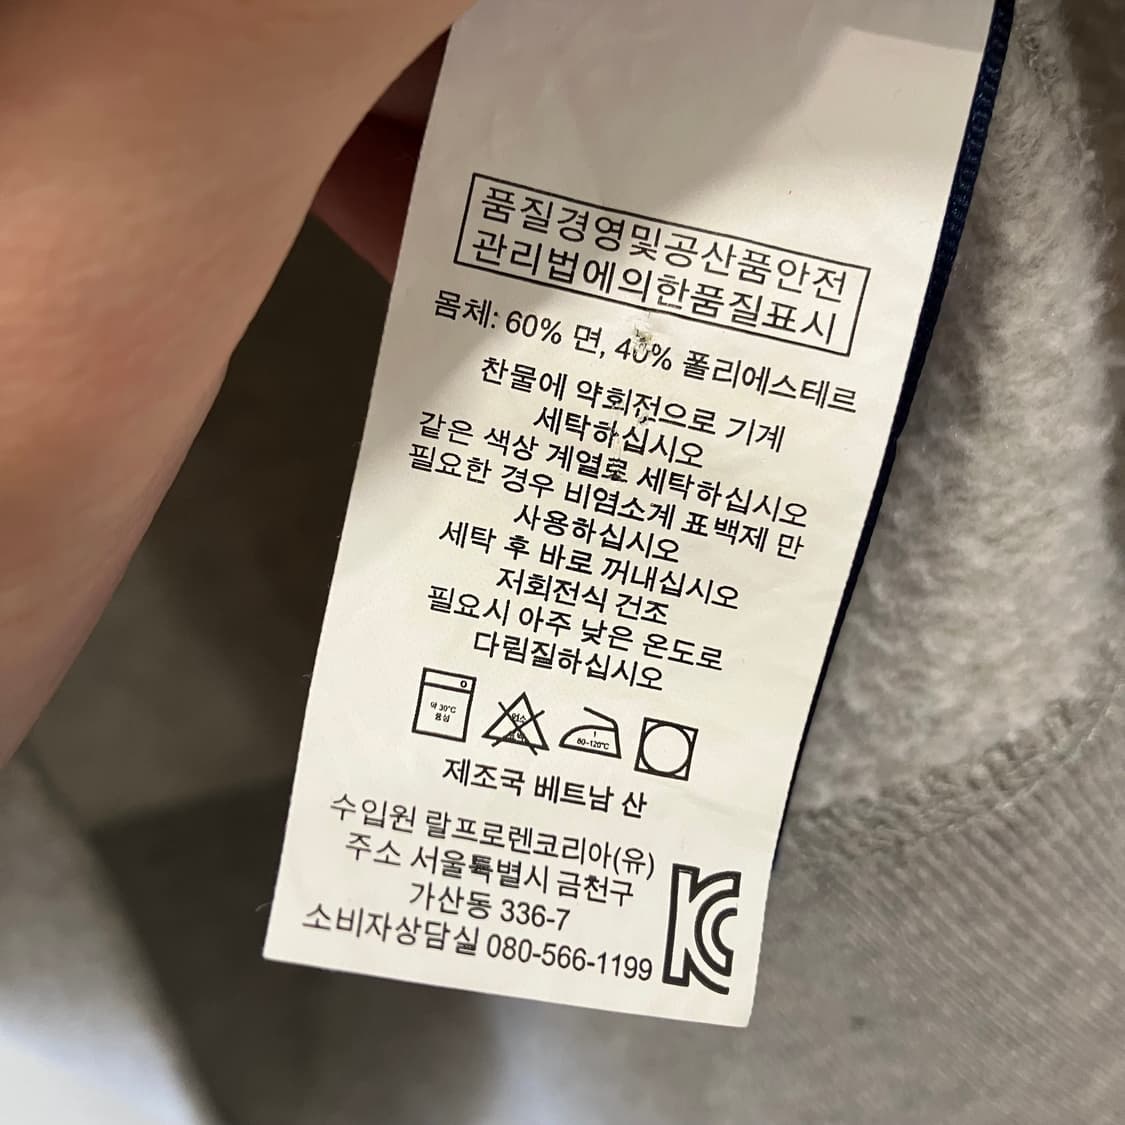 품질경영및공산품안전
관리법에의한품질표시
몸체: 60% 면, 40% 폴리에스테르
찬물에 약회전으로 기계
세탁하십시오
같은 색상 계열로 세탁하십시오
필요한 경우 비염소계 표백제 만
사용하십시오
세탁 후 바로 꺼내십시오
저회전식 건조
필요시 아주 낮은 온도로
다림질하십시오
약 30℃
중성
염소
표백
1
80-120℃
제조국 베트남 산
수입원 랄프로렌코리아(유)
주소 서울특별시 금천구
가산동 336-7
소비자상담실 080-566-1199
KC